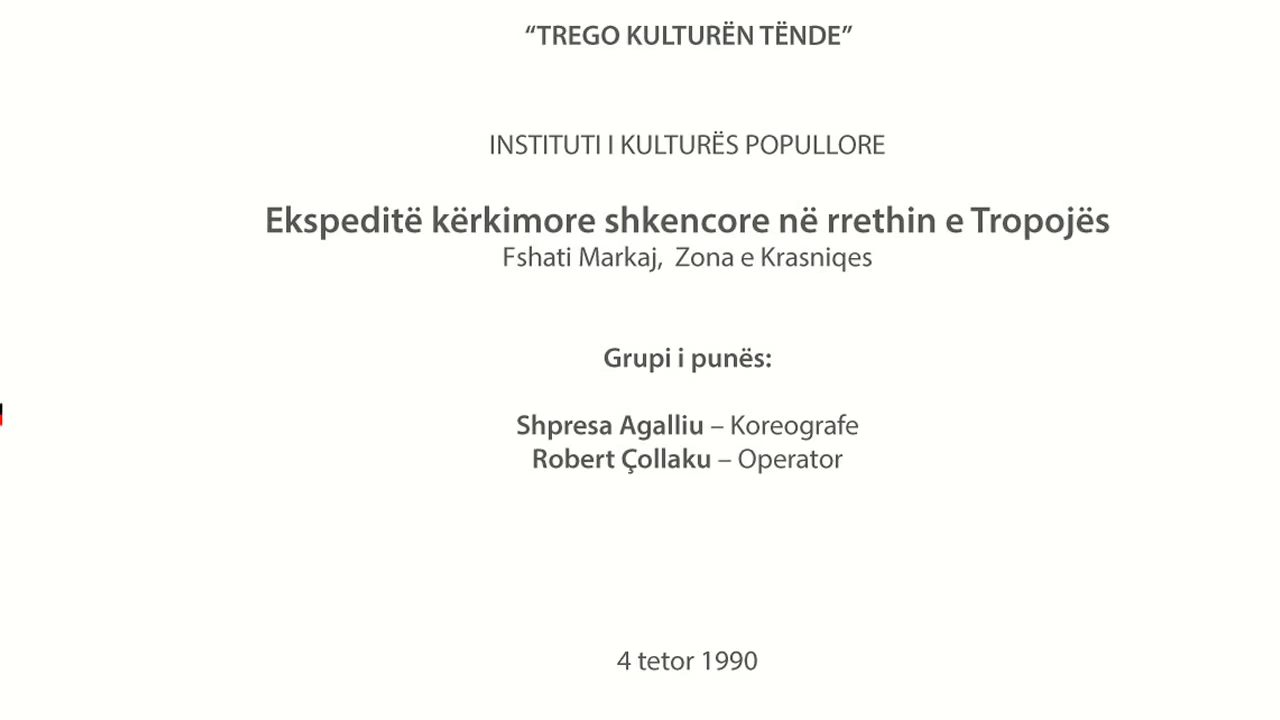 “TREGO KULTURËN TËNDE”
INSTITUTI I KULTURËS POPULLORE
Ekspeditë kërkimore shkencore në rrethin e Tropojës
Fshati Markaj, Zona e Krasniqes
Grupi i punës:
Shpresa Agalliu – Koreografe
Robert Çollaku – Operator
4 tetor 1990